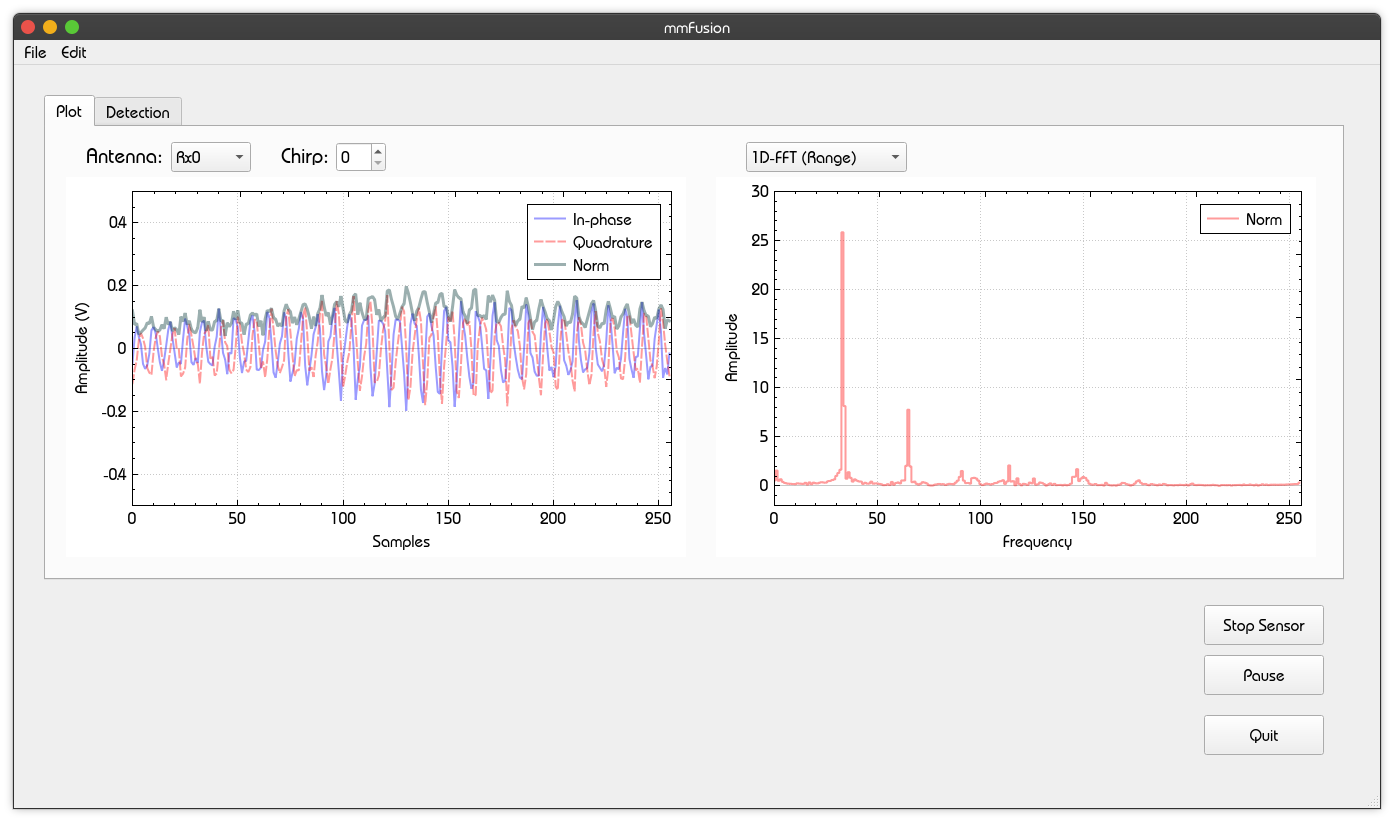 mmFusion
File Edit
Plot Detection
Antenna: Rx0 Chirp: 0
1D-FFT (Range)
In-phase
Quadrature
Norm
0.4
0.2
0
-0.2
-0.4
Amplitude (V)
0 50 100 150 200 250
Samples
Norm
30
25
20
15
10
5
0
Amplitude
0 50 100 150 200 250
Frequency
Stop Sensor
Pause
Quit